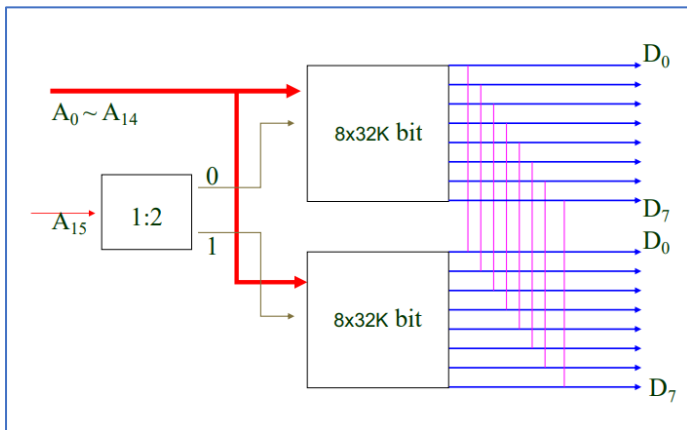 D₀
A₀ ~ A₁₄
8x32K bit
0
1:2
A₁₅
1
D₇
D₀
8x32K bit
D₇